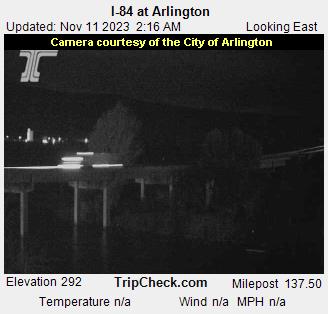 I-84 at Arlington
Updated: Nov 11 2023 2:16 AM Looking East
Camera courtesy of the City of Arlington
Elevation 292 TripCheck.com Milepost 137.50
Temperature n/a Wind n/a MPH n/a